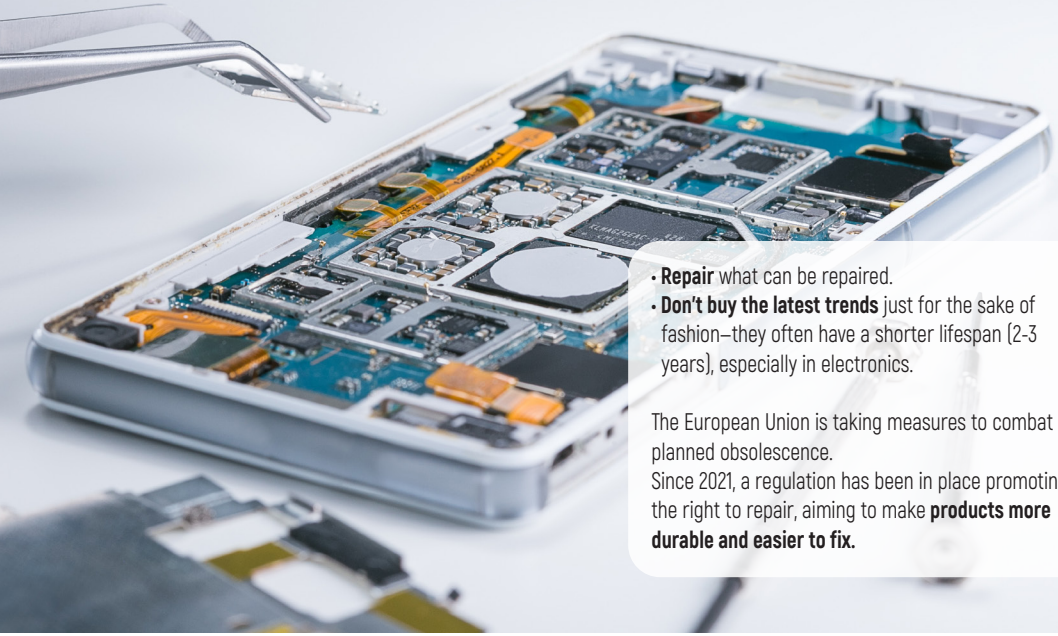 • Repair what can be repaired.
• Don't buy the latest trends just for the sake of
fashion–they often have a shorter lifespan (2-3
years), especially in electronics.
The European Union is taking measures to combat
planned obsolescence.
Since 2021, a regulation has been in place promotin
the right to repair, aiming to make products more
durable and easier to fix.